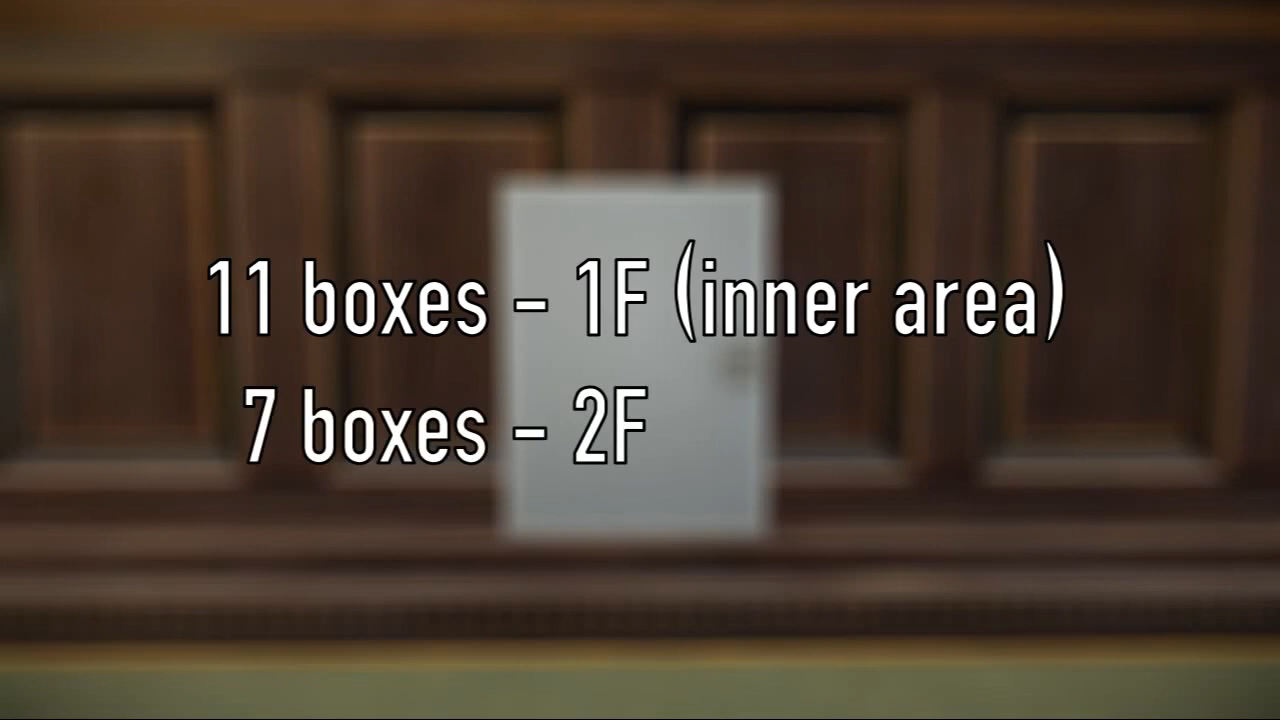 11 boxes – 1F (inner area)
7 boxes – 2F